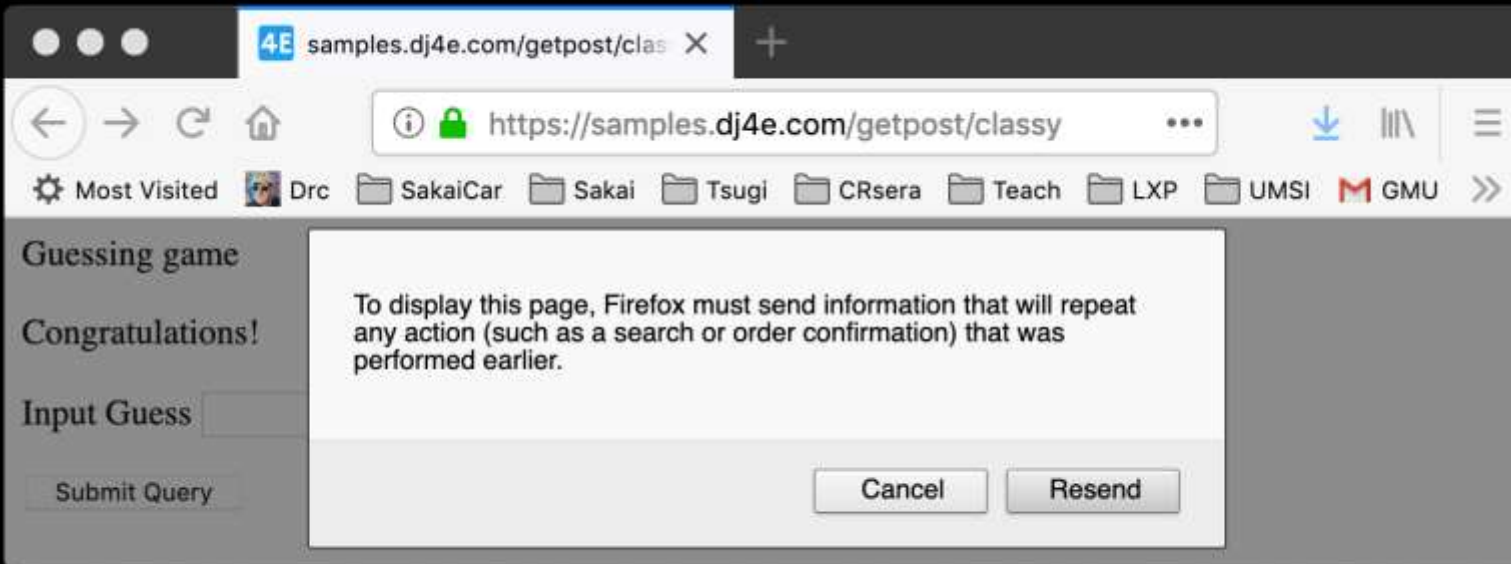 4E samples.dj4e.com/getpost/clas
https://samples.dj4e.com/getpost/classy
Most Visited Drc SakaiCar Sakai Tsugi CRsera Teach LXP UMSI GMU
Guessing game
Congratulations!
Input Guess
Submit Query
To display this page, Firefox must send information that will repeat
any action (such as a search or order confirmation) that was
performed earlier.
Cancel Resend